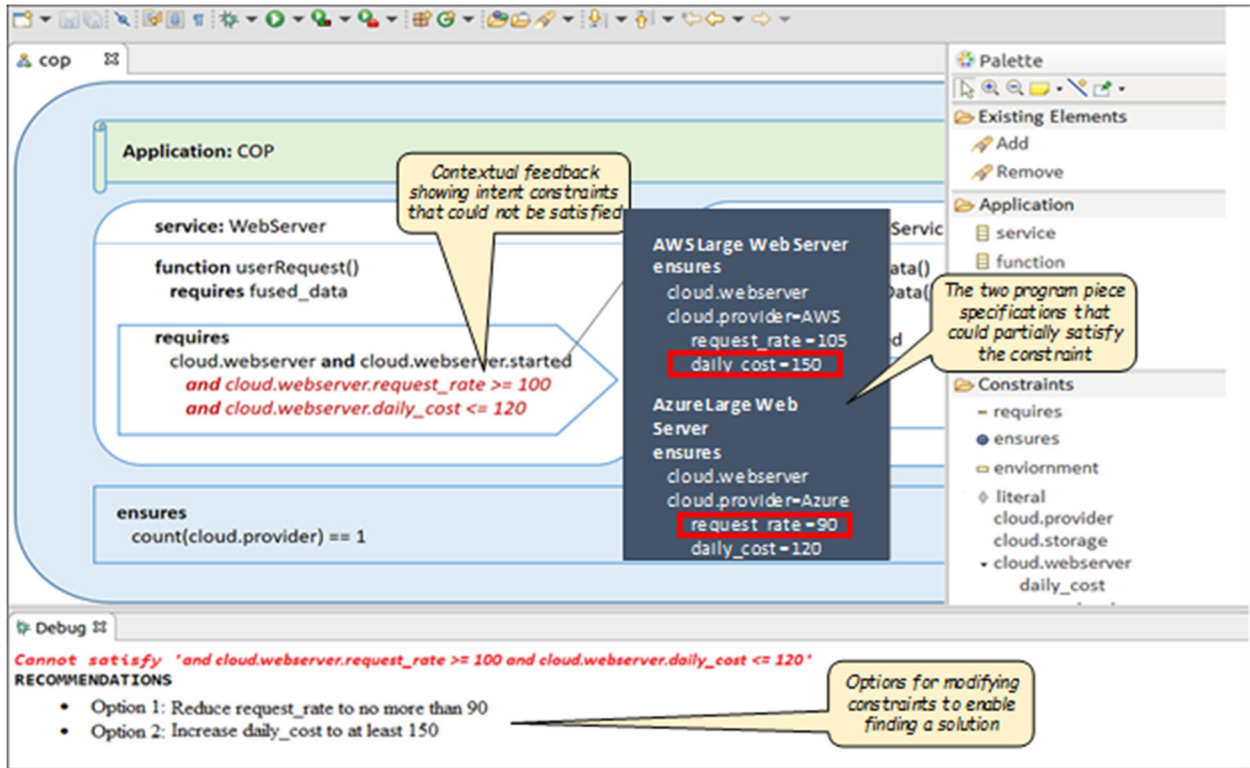 cop
Application: COP
Contextual feedback
showing intent constraints
that could not be satisfied
service: WebServer
function userRequest()
requires fused_data
requires
cloud.webserver and cloud.webserver.started
and cloud.webserver.request_rate >= 100
and cloud.webserver.daily_cost <= 120
ensures
count(cloud.provider) == 1
AWS Large Web Server
ensures
cloud.webserver
cloud.provider=AWS
request_rate=105
daily_cost=150
Azure Large Web
Server
ensures
cloud.webserver
cloud.provider=Azure
request_rate=90
daily_cost=120
The two program piece
specifications that
could partially satisfy
the constraint
Palette
Existing Elements
Add
Remove
Application
service
function
Constraints
requires
ensures
enviornment
literal
cloud.provider
cloud.storage
cloud.webserver
daily_cost
Debug
Cannot satisfy 'and cloud.webserver.request_rate >= 100 and cloud.webserver.daily_cost <= 120'
RECOMMENDATIONS
• Option 1: Reduce request_rate to no more than 90
• Option 2: Increase daily_cost to at least 150
Options for modifying
constraints to enable
finding a solution